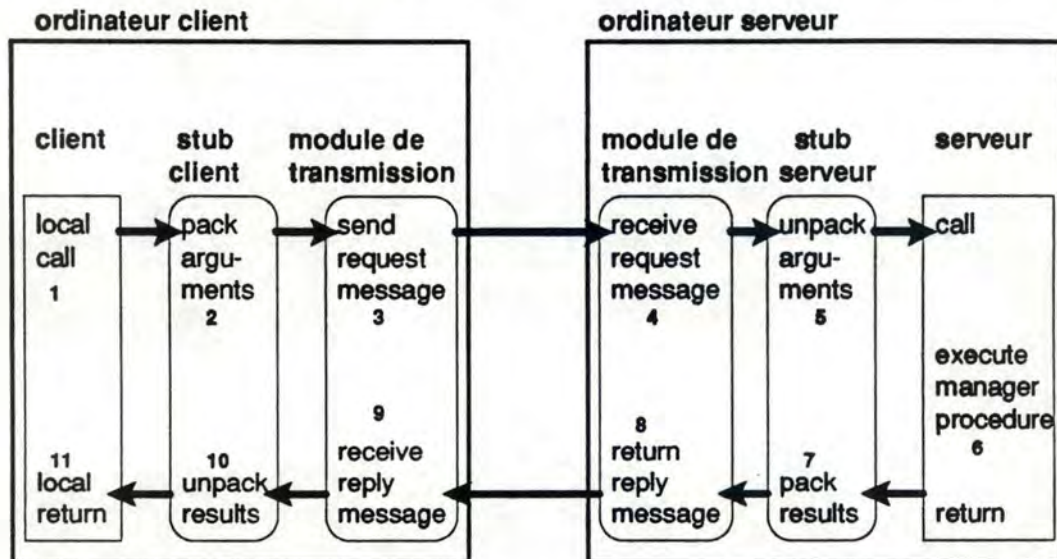 ordinateur client
ordinateur serveur
client
stub
client
module de
transmission
module de
transmission
stub
serveur
serveur
local
call
1
pack
argu-
ments
2
send
request
message
3
receive
request
message
4
unpack
argu-
ments
5
call
execute
manager
procedure
6
return
7
pack
results
8
return
reply
message
9
receive
reply
message
10
unpack
results
11
local
return